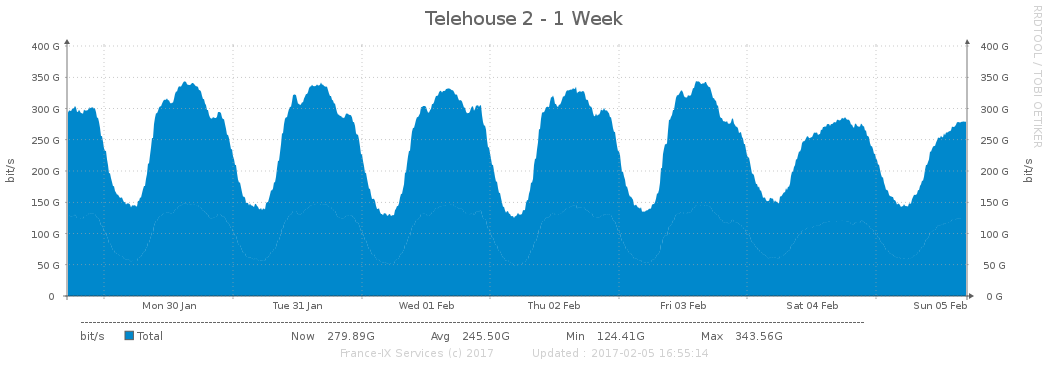 Telehouse 2 - 1 Week
RRDTOOL / TOBI OETIKER
400 G 400 G
350 G 350 G
300 G 300 G
250 G 250 G
200 G 200 G
150 G 150 G
100 G 100 G
50 G 50 G
0 0 G
bit/s bit/s
Mon 30 Jan Tue 31 Jan Wed 01 Feb Thu 02 Feb Fri 03 Feb Sat 04 Feb Sun 05 Feb
bit/s Total Now 279.89G Avg 245.50G Min 124.41G Max 343.56G
France-IX Services (c) 2017 Updated : 2017-02-05 16:55:14